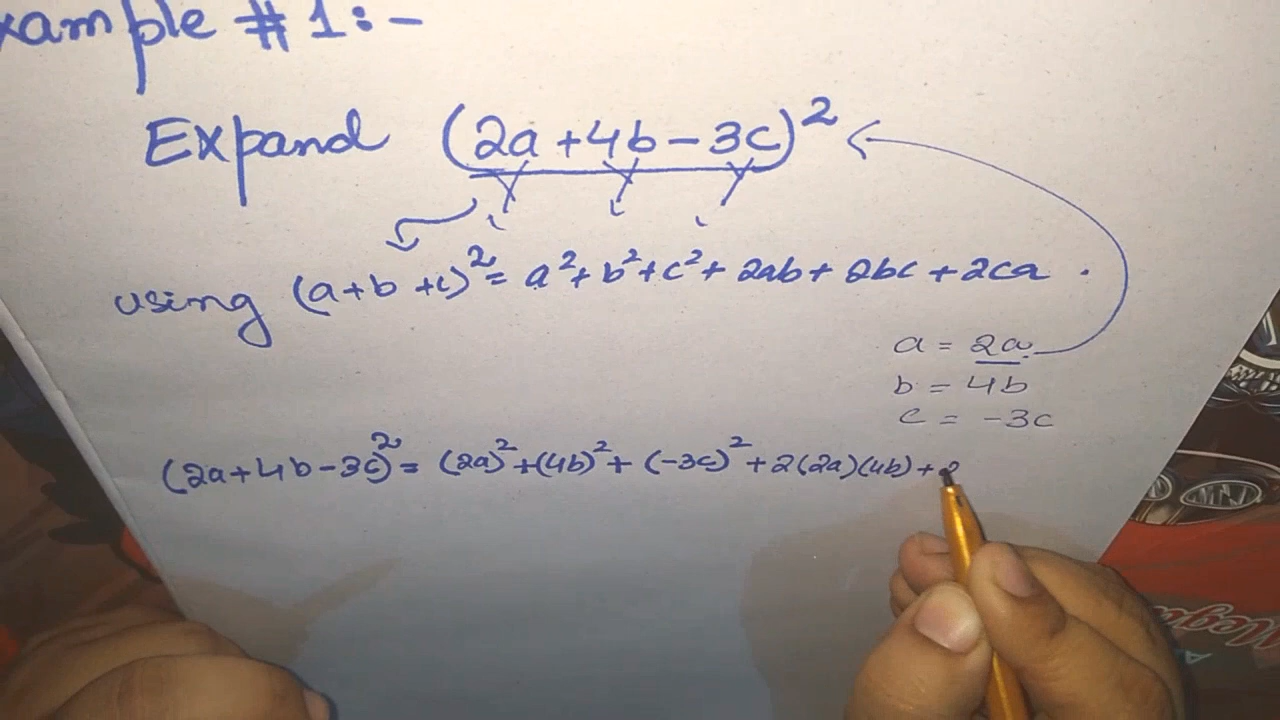 xample #1:-
Expand (2a+4b-3c)²
using (a+b+c)² = a²+b²+c²+2ab+2bc+2ca.
a = 2a
b = 4b
c = -3c
(2a+4b-3c)² = (2a)²+(4b)²+(-3c)²+2(2a)(4b)+2